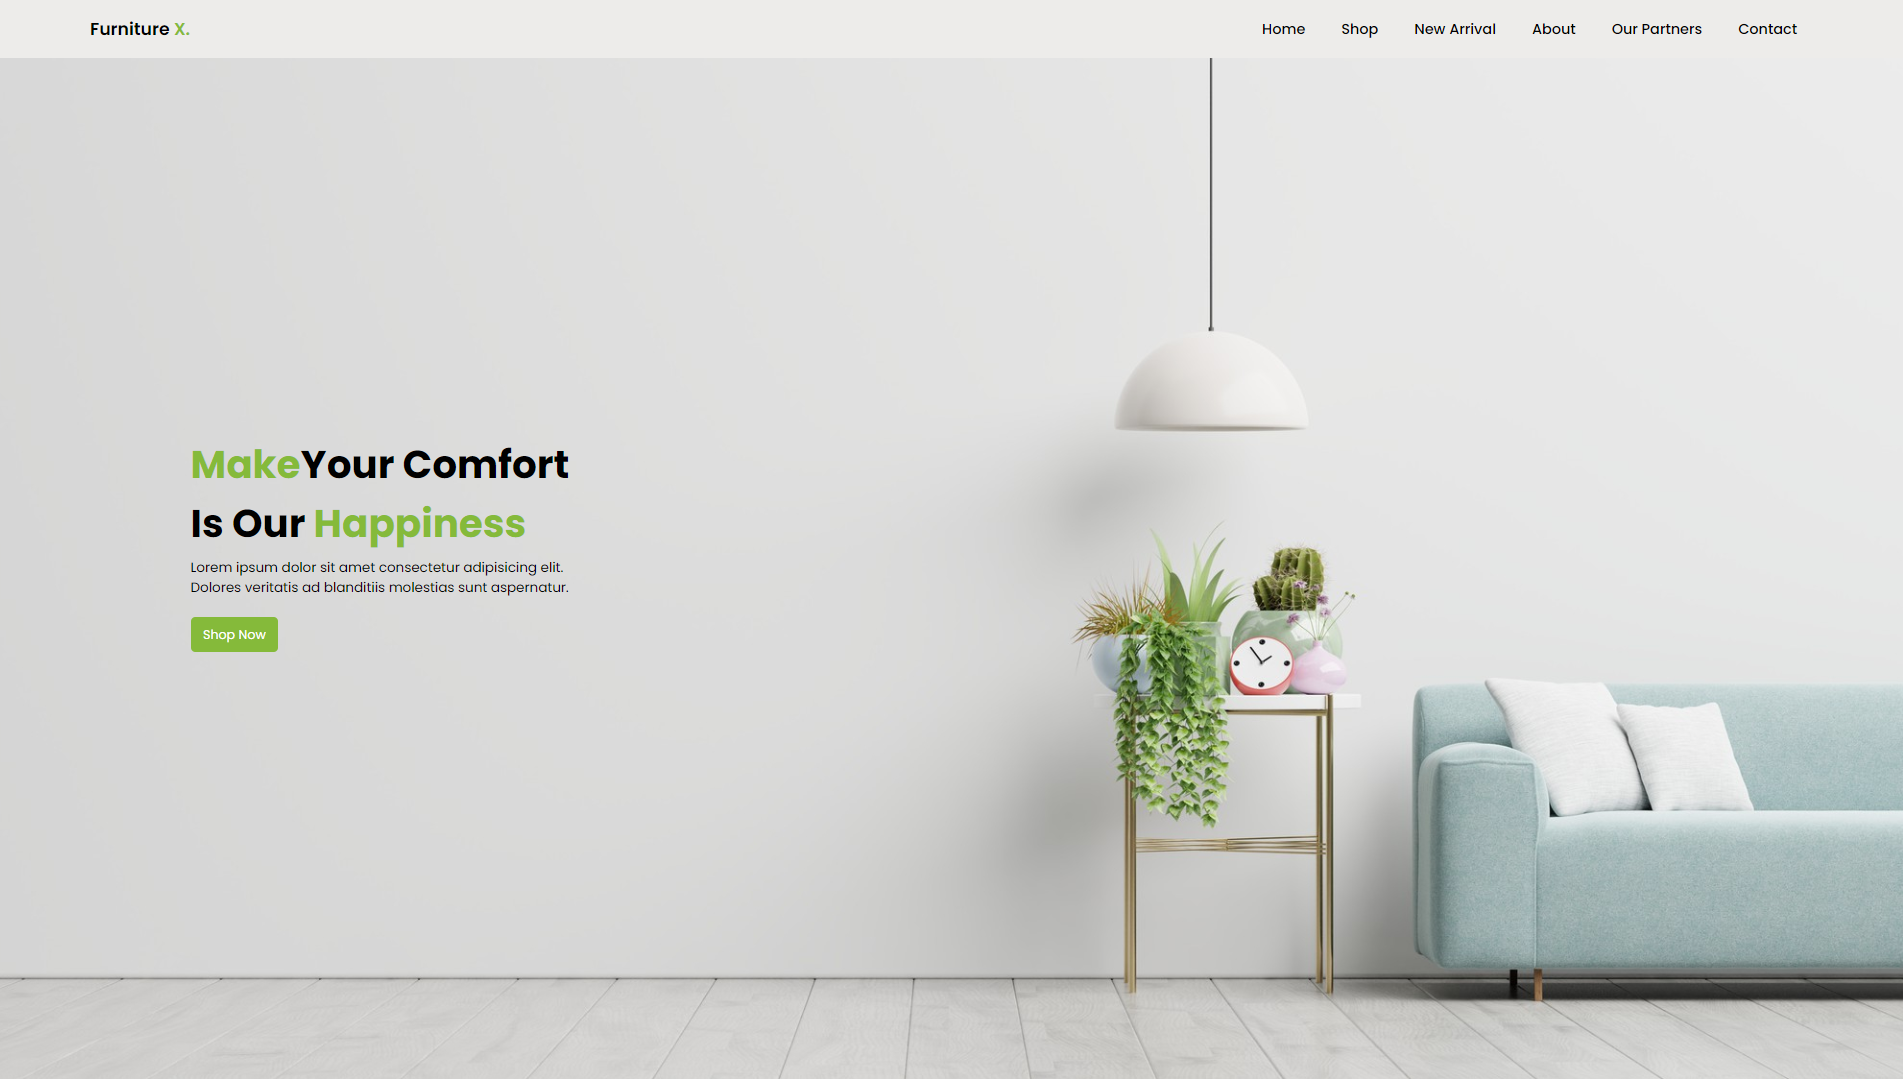 Furniture X.
Home Shop New Arrival About Our Partners Contact
MakeYour Comfort
Is Our Happiness
Lorem ipsum dolor sit amet consectetur adipisicing elit.
Dolores veritatis ad blanditiis molestias sunt aspernatur.
Shop Now